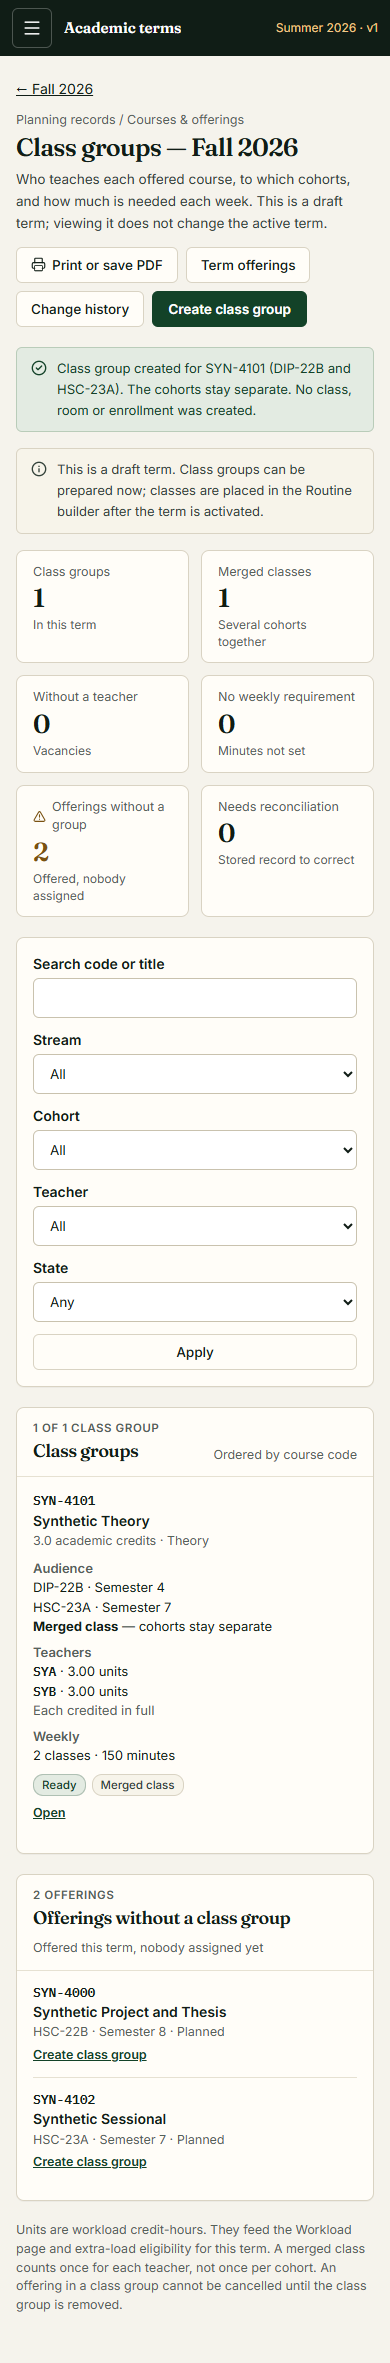 Academic terms
Summer 2026 · v1
← Fall 2026
Planning records / Courses & offerings
Class groups — Fall 2026
Who teaches each offered course, to which cohorts,
and how much is needed each week. This is a draft
term; viewing it does not change the active term.
Print or save PDF
Term offerings
Change history
Create class group
Class group created for SYN-4101 (DIP-22B and
HSC-23A). The cohorts stay separate. No class,
room or enrollment was created.
This is a draft term. Class groups can be
prepared now; classes are placed in the Routine
builder after the term is activated.
Class groups
1
In this term
Merged classes
1
Several cohorts
together
Without a teacher
0
Vacancies
No weekly requirement
0
Minutes not set
Offerings without a
group
2
Offered, nobody
assigned
Needs reconciliation
0
Stored record to correct
Search code or title
Stream
All
Cohort
All
Teacher
All
State
Any
Apply
1 OF 1 CLASS GROUP
Class groups
Ordered by course code
SYN-4101
Synthetic Theory
3.0 academic credits · Theory
Audience
DIP-22B · Semester 4
HSC-23A · Semester 7
Merged class — cohorts stay separate
Teachers
SYA · 3.00 units
SYB · 3.00 units
Each credited in full
Weekly
2 classes · 150 minutes
Ready
Merged class
Open
2 OFFERINGS
Offerings without a class group
Offered this term, nobody assigned yet
SYN-4000
Synthetic Project and Thesis
HSC-22B · Semester 8 · Planned
Create class group
SYN-4102
Synthetic Sessional
HSC-23A · Semester 7 · Planned
Create class group
Units are workload credit-hours. They feed the Workload
page and extra-load eligibility for this term. A merged class
counts once for each teacher, not once per cohort. An
offering in a class group cannot be cancelled until the class
group is removed.